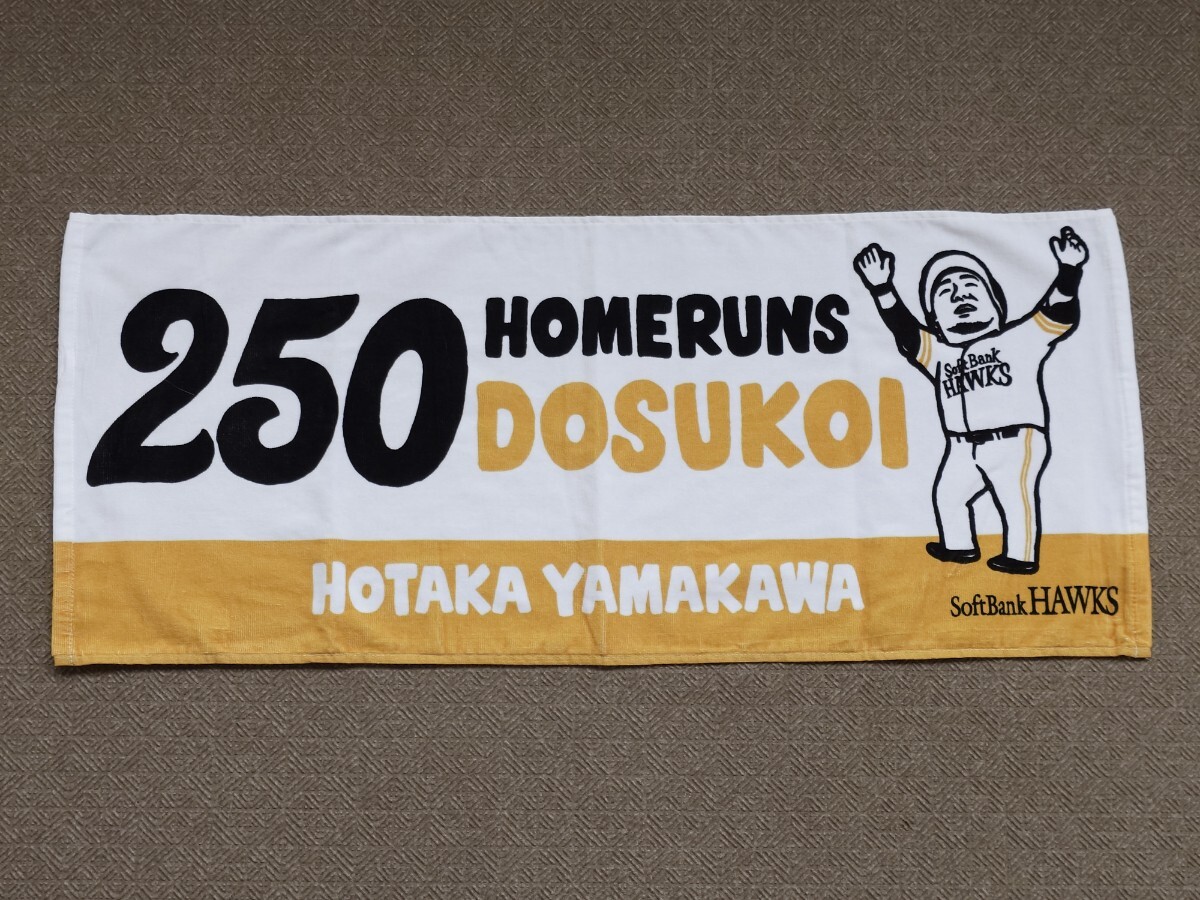 250 HOMERUNS
DOSUKOI
SoftBank
HAWKS
HOTAKA YAMAKAWA
SoftBank HAWKS